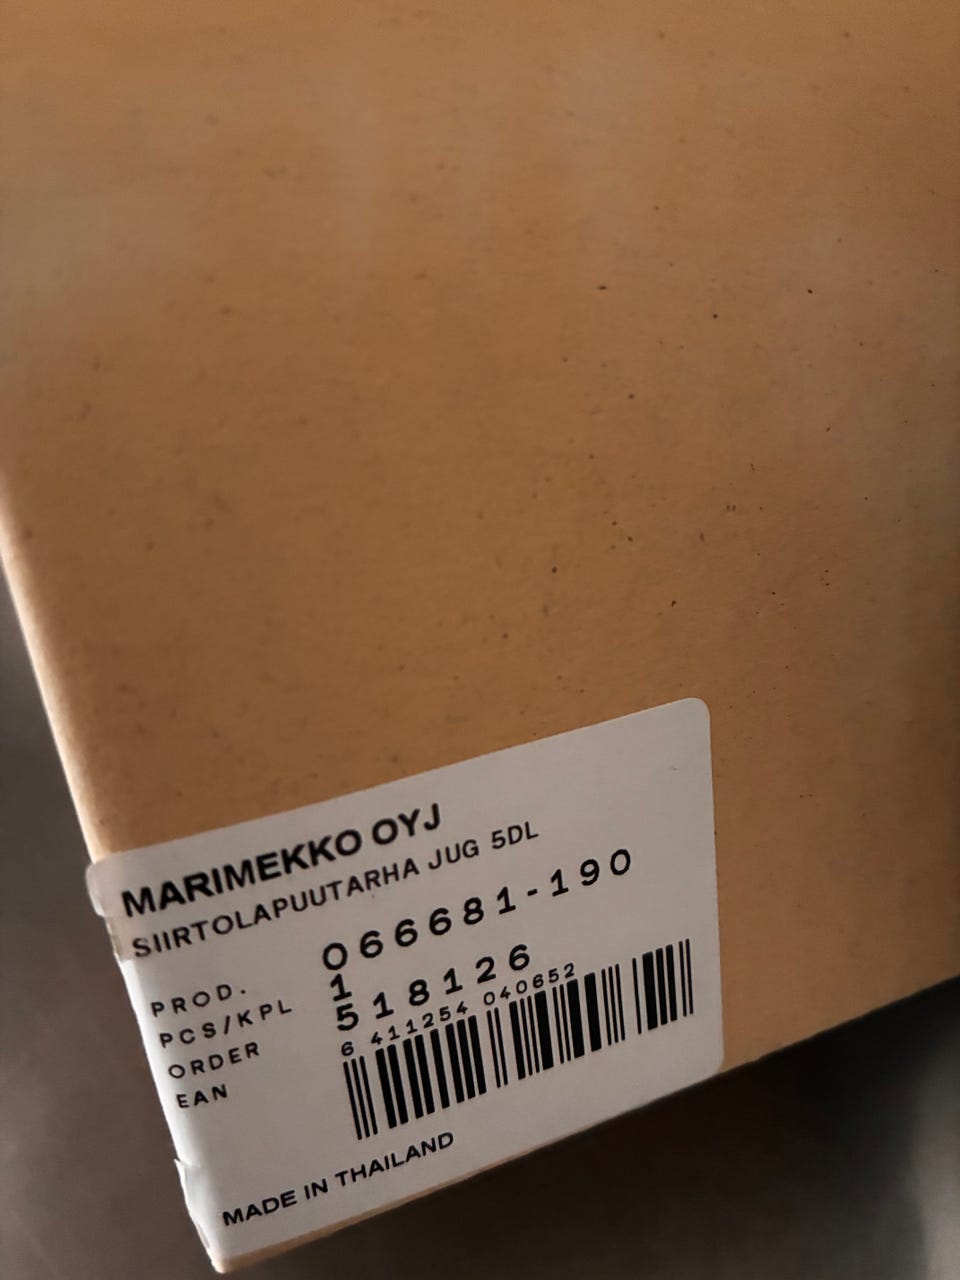 MARIMEKKO OYJ
SIIRTOLAPUUTARHA JUG 5DL
PROD. 066681-190
PCS/KPL 1
ORDER 518126
EAN 6 411254 040652
MADE IN THAILAND